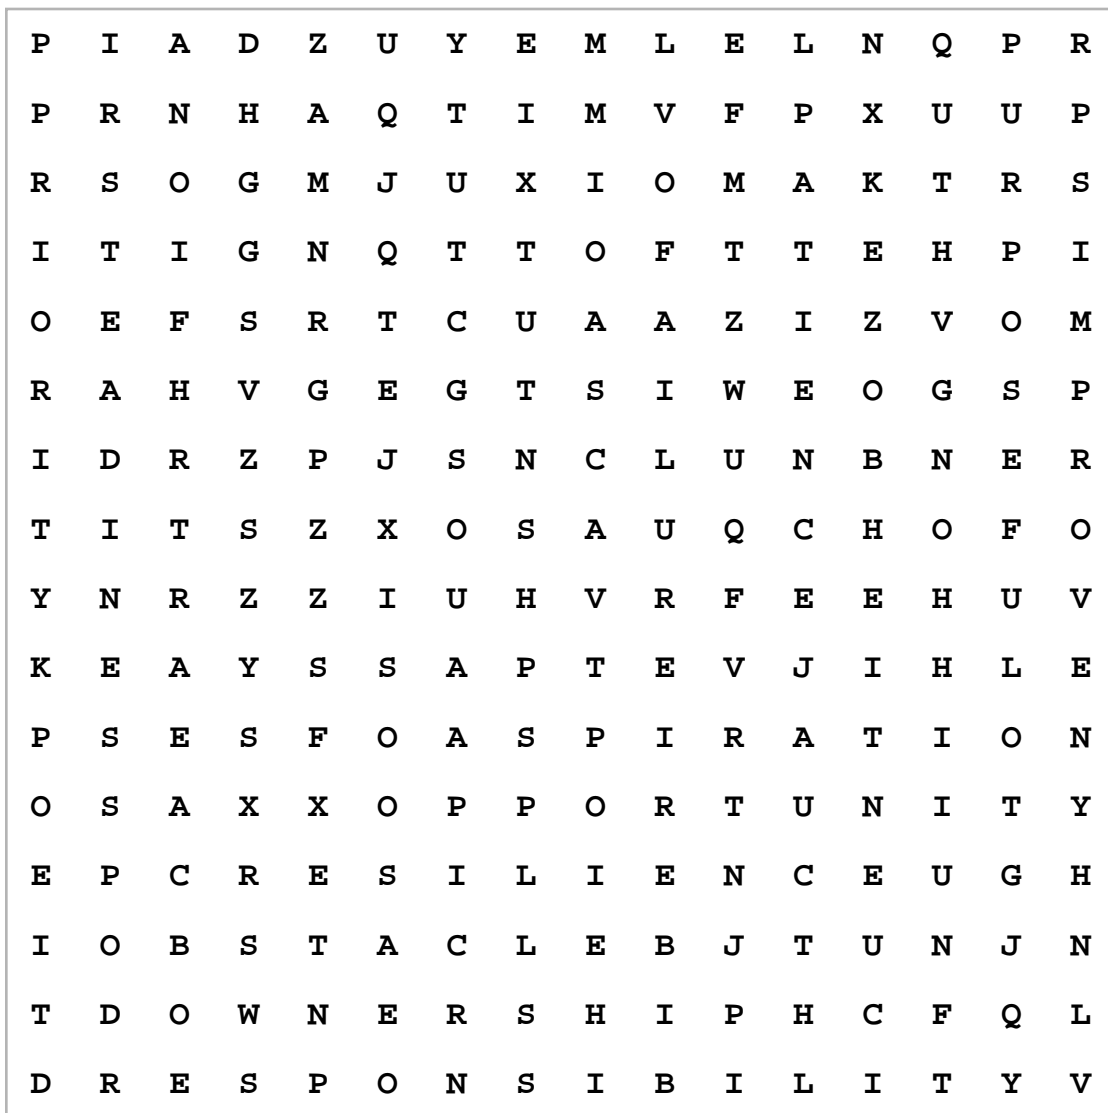 P I A D Z U Y E M L E L N Q P R
P R N H A Q T I M V F P X U U P
R S O G M J U X I O M A K T R S
I T I G N Q T T O F T T E H P I
O E F S R T C U A A Z I Z V O M
R A H V G E G T S I W E O G S P
I D R Z P J S N C L U N B N E R
T I T S Z X O S A U Q C H O F O
Y N R Z Z I U H V R F E E H U V
K E A Y S S A P T E V J I H L E
P S E S F O A S P I R A T I O N
O S A X X O P P O R T U N I T Y
E P C R E S I L I E N C E U G H
I O B S T A C L E B J T U N J N
T D O W N E R S H I P H C F Q L
D R E S P O N S I B I L I T Y V